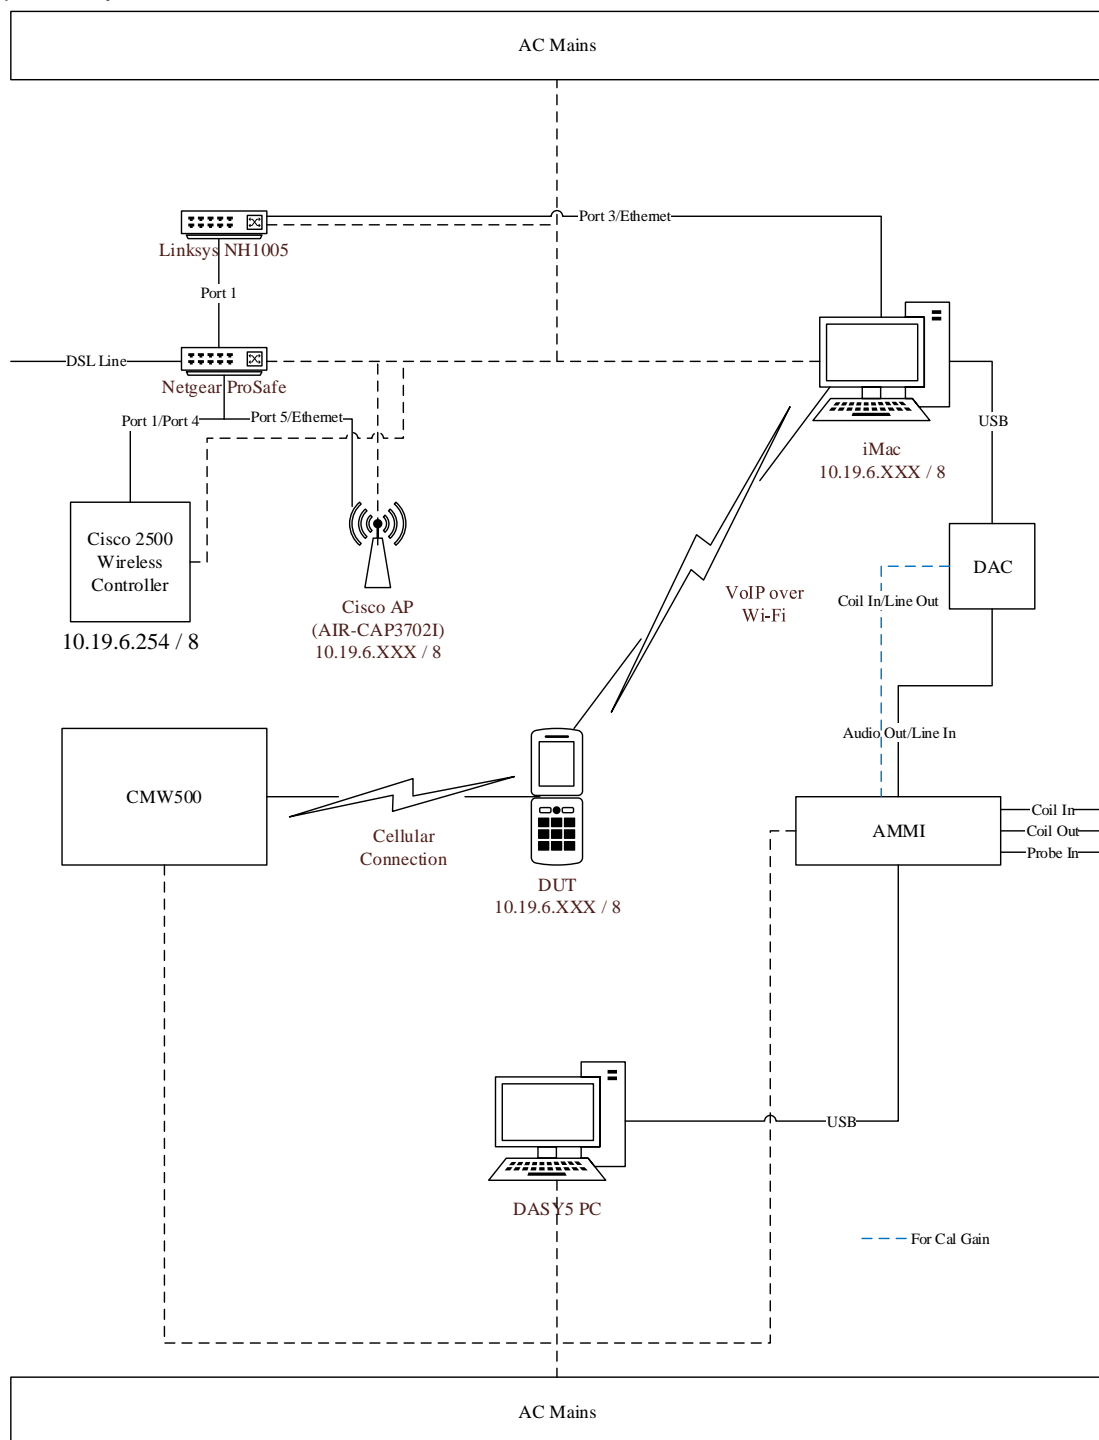 AC Mains
Port 3/Ethernet
Linksys NH1005
Port 1
DSL Line
Netgear ProSafe
Port 1/Port 4
Port 5/Ethernet
USB
iMac
10.19.6.XXX / 8
Cisco 2500
Wireless
Controller
10.19.6.254 / 8
Cisco AP
(AIR-CAP3702I)
10.19.6.XXX / 8
VoIP over
Wi-Fi
DAC
Coil In/Line Out
Audio Out/Line In
CMW500
Cellular
Connection
DUT
10.19.6.XXX / 8
AMMI
Coil In
Coil Out
Probe In
USB
DASY5 PC
For Cal Gain
AC Mains